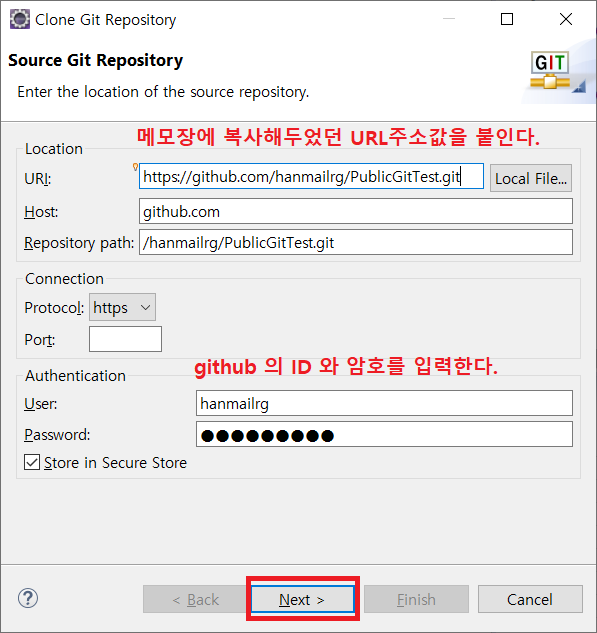 Clone Git Repository
Source Git Repository
Enter the location of the source repository.
GIT
메모장에 복사해두었던 URL주소값을 붙인다.
Location
URI: https://github.com/hanmailrg/PublicGitTest.git Local File...
Host: github.com
Repository path: /hanmailrg/PublicGitTest.git
Connection
Protocol: https
Port:
github 의 ID 와 암호를 입력한다.
Authentication
User: hanmailrg
Password: ●●●●●●●●●
Store in Secure Store
? < Back Next > Finish Cancel